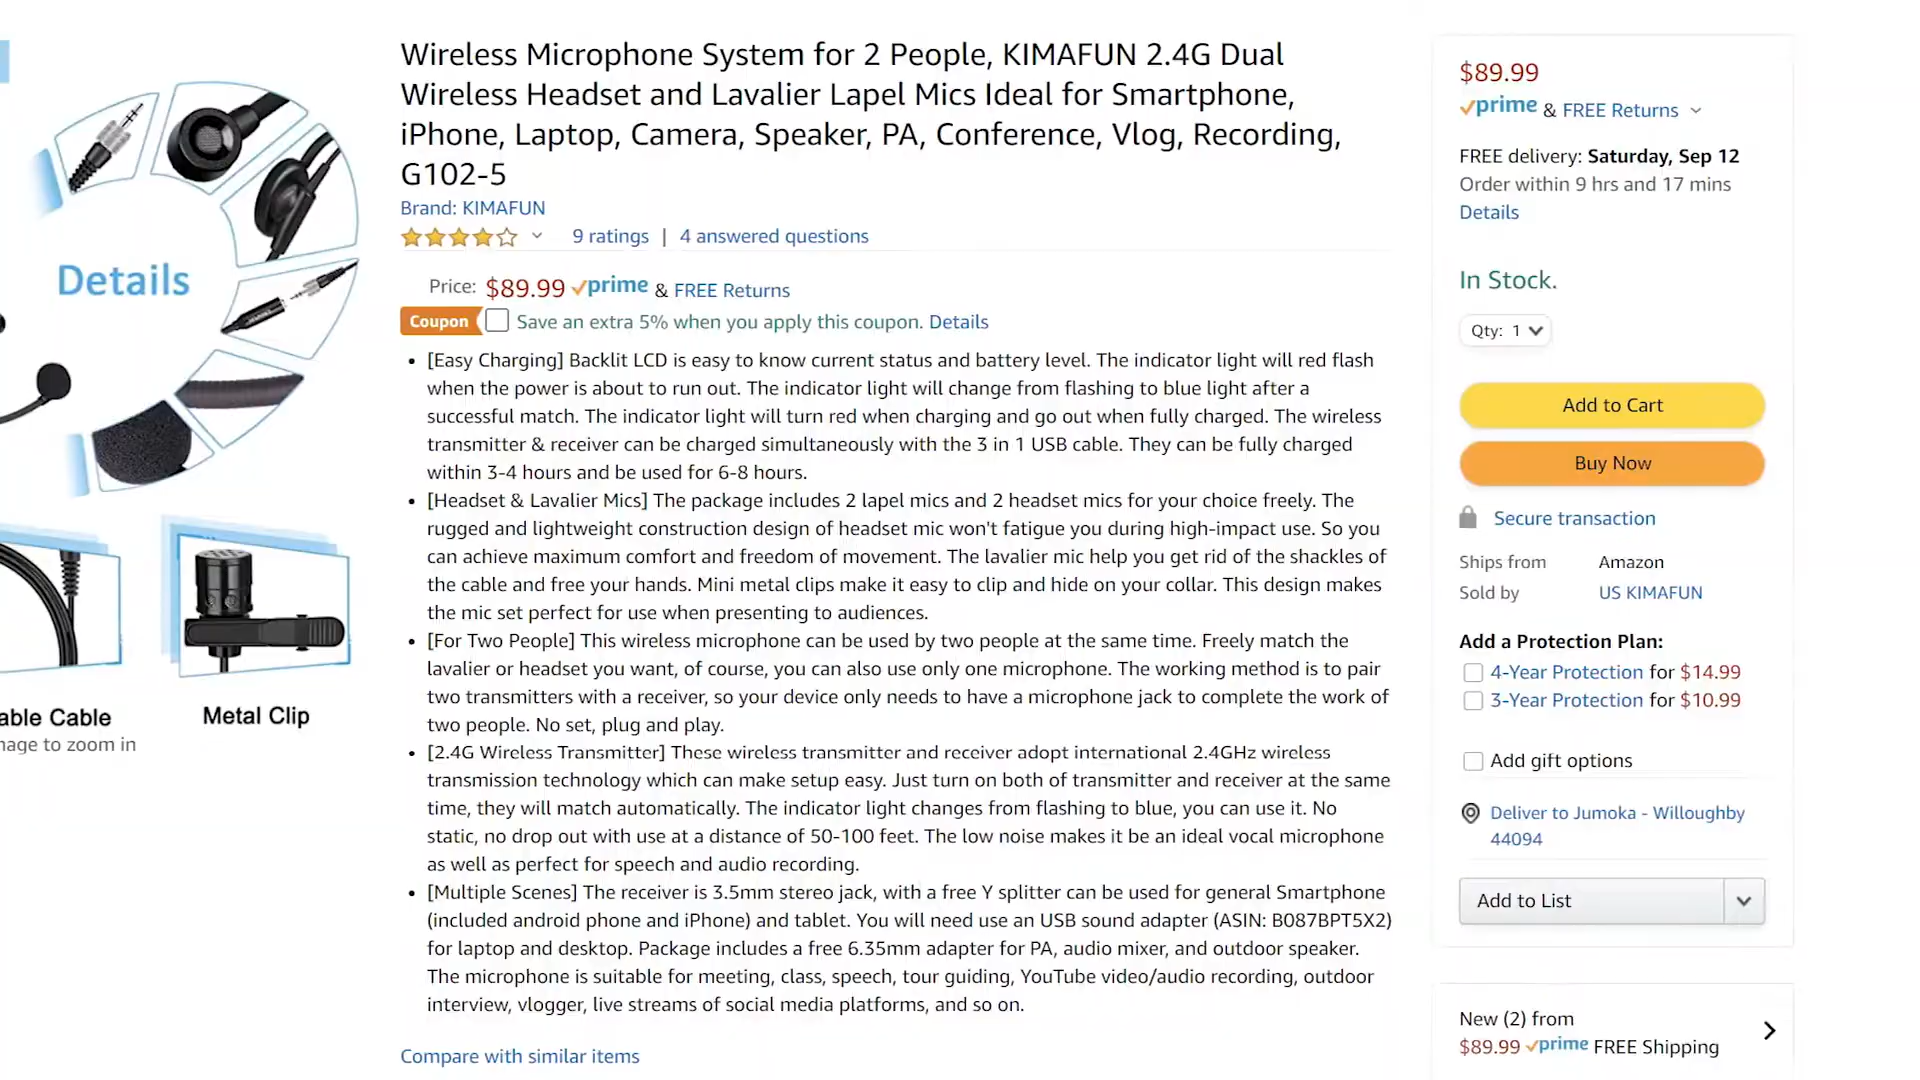 Details
able Cable
Metal Clip
mage to zoom in
Wireless Microphone System for 2 People, KIMAFUN 2.4G Dual
Wireless Headset and Lavalier Lapel Mics Ideal for Smartphone,
iPhone, Laptop, Camera, Speaker, PA, Conference, Vlog, Recording,
G102-5
Brand: KIMAFUN
9 ratings | 4 answered questions
Price: $89.99 prime & FREE Returns
Coupon Save an extra 5% when you apply this coupon. Details
• [Easy Charging] Backlit LCD is easy to know current status and battery level. The indicator light will red flash
when the power is about to run out. The indicator light will change from flashing to blue light after a
successful match. The indicator light will turn red when charging and go out when fully charged. The wireless
transmitter & receiver can be charged simultaneously with the 3 in 1 USB cable. They can be fully charged
within 3-4 hours and be used for 6-8 hours.
• [Headset & Lavalier Mics] The package includes 2 lapel mics and 2 headset mics for your choice freely. The
rugged and lightweight construction design of headset mic won't fatigue you during high-impact use. So you
can achieve maximum comfort and freedom of movement. The lavalier mic help you get rid of the shackles of
the cable and free your hands. Mini metal clips make it easy to clip and hide on your collar. This design makes
the mic set perfect for use when presenting to audiences.
• [For Two People] This wireless microphone can be used by two people at the same time. Freely match the
lavalier or headset you want, of course, you can also use only one microphone. The working method is to pair
two transmitters with a receiver, so your device only needs to have a microphone jack to complete the work of
two people. No set, plug and play.
• [2.4G Wireless Transmitter] These wireless transmitter and receiver adopt international 2.4GHz wireless
transmission technology which can make setup easy. Just turn on both of transmitter and receiver at the same
time, they will match automatically. The indicator light changes from flashing to blue, you can use it. No
static, no drop out with use at a distance of 50-100 feet. The low noise makes it be an ideal vocal microphone
as well as perfect for speech and audio recording.
• [Multiple Scenes] The receiver is 3.5mm stereo jack, with a free Y splitter can be used for general Smartphone
(included android phone and iPhone) and tablet. You will need use an USB sound adapter (ASIN: B087BPT5X2)
for laptop and desktop. Package includes a free 6.35mm adapter for PA, audio mixer, and outdoor speaker.
The microphone is suitable for meeting, class, speech, tour guiding, YouTube video/audio recording, outdoor
interview, vlogger, live streams of social media platforms, and so on.
Compare with similar items
$89.99
prime & FREE Returns
FREE delivery: Saturday, Sep 12
Order within 9 hrs and 17 mins
Details
In Stock.
Qty: 1
Add to Cart
Buy Now
Secure transaction
Ships from Amazon
Sold by US KIMAFUN
Add a Protection Plan:
4-Year Protection for $14.99
3-Year Protection for $10.99
Add gift options
Deliver to Jumoka - Willoughby
44094
Add to List
New (2) from
$89.99 prime FREE Shipping